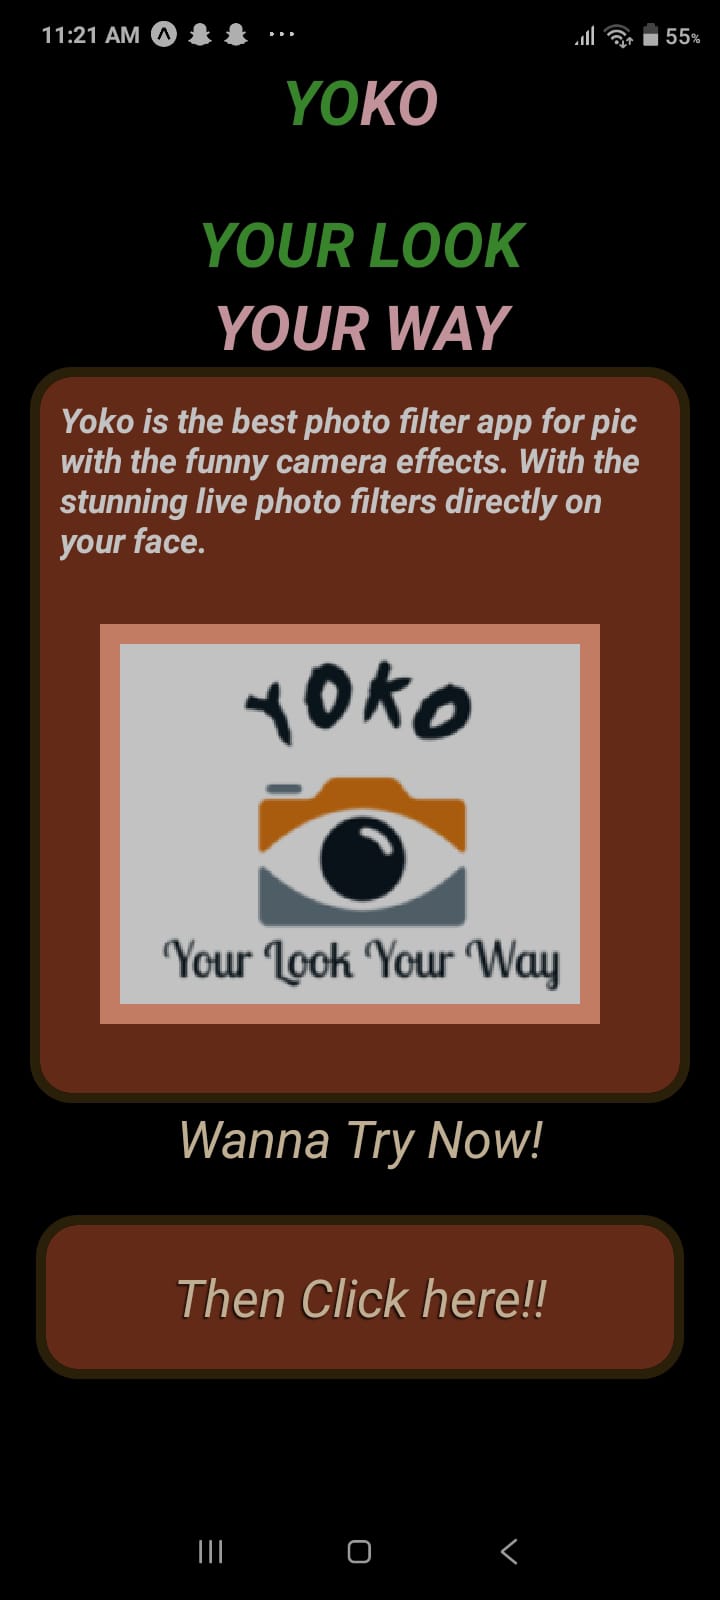 11:21 AM
55%
YOKO
YOUR LOOK
YOUR WAY
Yoko is the best photo filter app for pic
with the funny camera effects. With the
stunning live photo filters directly on
your face.
YOKO
Your Look Your Way
Wanna Try Now!
Then Click here!!